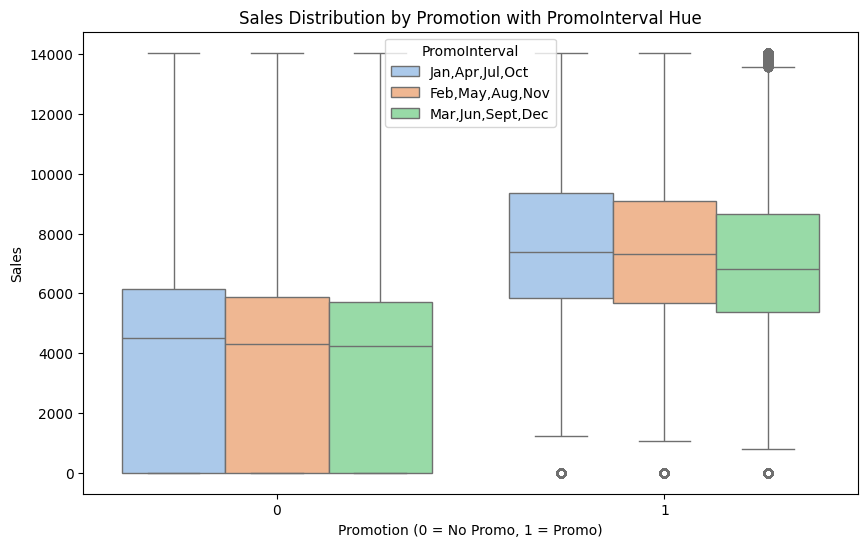 Sales Distribution by Promotion with PromoInterval Hue
PromoInterval
Jan,Apr,Jul,Oct
Feb,May,Aug,Nov
Mar,Jun,Sept,Dec
Sales
14000
12000
10000
8000
6000
4000
2000
0
0 1
Promotion (0 = No Promo, 1 = Promo)